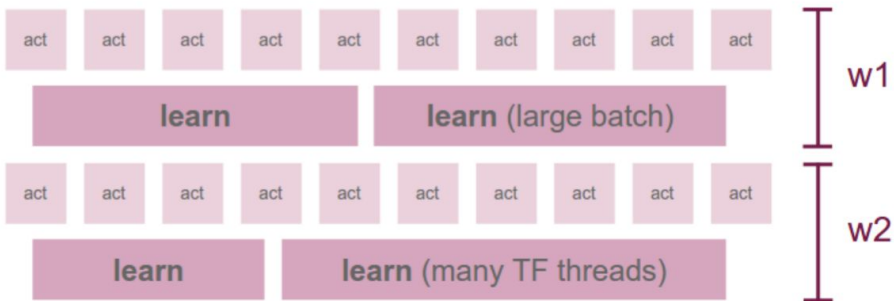 act act act act act act act act act act
w1
learn learn (large batch)
act act act act act act act act act act
w2
learn learn (many TF threads)